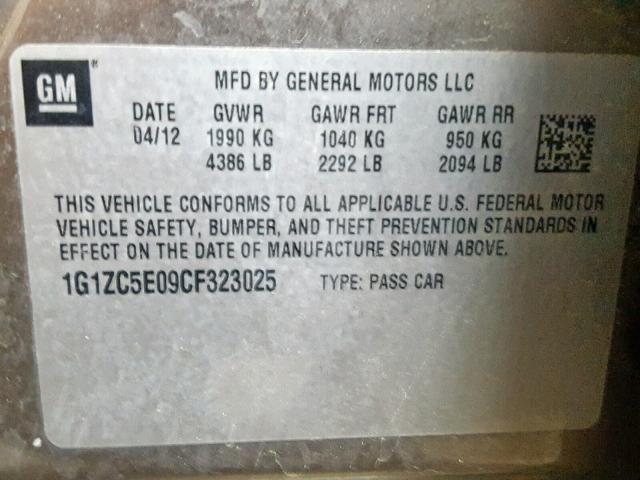 GM ®
MFD BY GENERAL MOTORS LLC
DATE GVWR GAWR FRT GAWR RR
04/12 1990 KG 1040 KG 950 KG
4386 LB 2292 LB 2094 LB
THIS VEHICLE CONFORMS TO ALL APPLICABLE U.S. FEDERAL MOTOR
VEHICLE SAFETY, BUMPER, AND THEFT PREVENTION STANDARDS IN
EFFECT ON THE DATE OF MANUFACTURE SHOWN ABOVE.
1G1ZC5E09CF323025 TYPE: PASS CAR